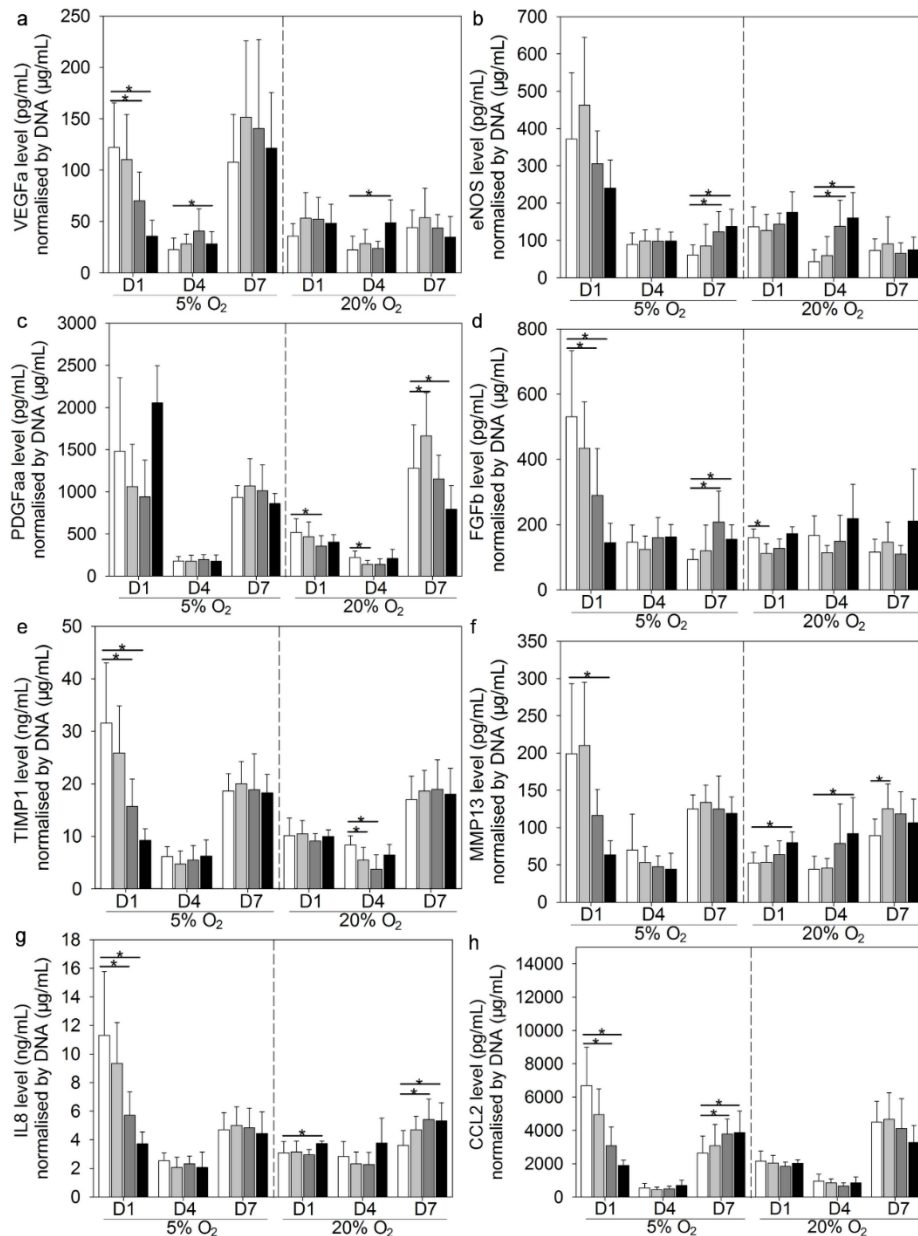 a
VEGFa level (pg/mL)
normalised by DNA (µg/mL)
250
200
150
100
50
0
*
*
*
*
D1 D4 D7 D1 D4 D7
5% O₂ 20% O₂
b
eNOS level (pg/mL)
normalised by DNA (µg/mL)
700
600
500
400
300
200
100
0
*
*
*
*
D1 D4 D7 D1 D4 D7
5% O₂ 20% O₂
c
PDGFaa level (pg/mL)
normalised by DNA (µg/mL)
3000
2500
2000
1500
1000
500
0
*
*
*
*
D1 D4 D7 D1 D4 D7
5% O₂ 20% O₂
d
FGFb level (pg/mL)
normalised by DNA (µg/mL)
800
600
400
200
0
*
*
*
*
*
D1 D4 D7 D1 D4 D7
5% O₂ 20% O₂
e
TIMP1 level (ng/mL)
normalised by DNA (µg/mL)
50
40
30
20
10
0
*
*
*
*
D1 D4 D7 D1 D4 D7
5% O₂ 20% O₂
f
MMP13 level (pg/mL)
normalised by DNA (µg/mL)
350
300
250
200
150
100
50
0
*
*
*
*
D1 D4 D7 D1 D4 D7
5% O₂ 20% O₂
g
IL8 level (ng/mL)
normalised by DNA (µg/mL)
18
16
14
12
10
8
6
4
2
0
*
*
*
*
*
D1 D4 D7 D1 D4 D7
5% O₂ 20% O₂
h
CCL2 level (pg/mL)
normalised by DNA (µg/mL)
14000
12000
10000
8000
6000
4000
2000
0
*
*
*
*
D1 D4 D7 D1 D4 D7
5% O₂ 20% O₂